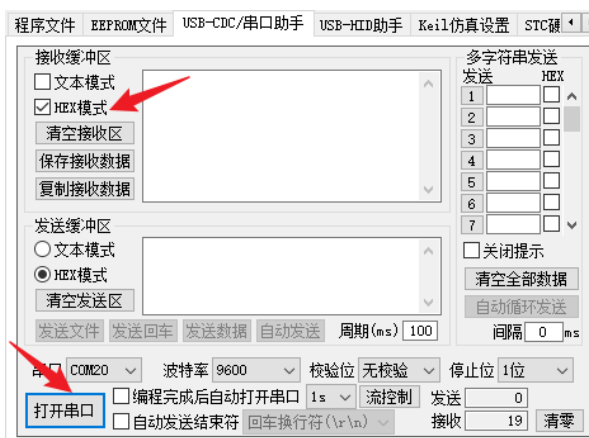 程序文件 EEPROM文件 USB-CDC/串口助手 USB-HID助手 Keil仿真设置 STC硬
接收缓冲区
文本模式
HEX模式
清空接收区
保存接收数据
复制接收数据
多字符串发送
发送 HEX
1
2
3
4
5
6
7
发送缓冲区
文本模式
HEX模式
清空发送区
发送文件 发送回车 发送数据 自动发送 周期(ms) 100
关闭提示
清空全部数据
自动循环发送
间隔 0 ms
串口 COM20 波特率 9600 校验位 无校验 停止位 1位
打开串口
编程完成后自动打开串口 1s 流控制 发送 0
自动发送结束符 回车换行符(\r\n) 接收 19 清零